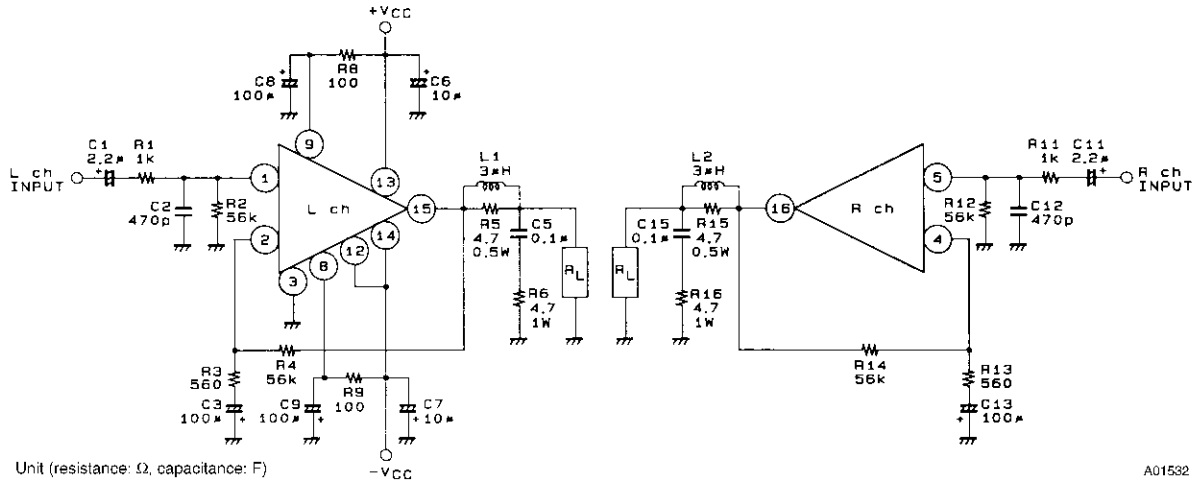 +VCC
R8
100
C8
100μ
C6
10μ
+
+
L ch
INPUT
C1
2.2μ
+
R1
1k
C2
470p
R2
56k
1
2
3
8
9
12
13
14
15
L ch
L1
3μH
R5
4.7
0.5W
C5
0.1μ
R6
4.7
1W
RL
R3
560
R4
56k
C3
100μ
+
C9
100μ
+
R9
100
C7
10μ
+
-VCC
L2
3μH
C15
0.1μ
R15
4.7
0.5W
R16
4.7
1W
RL
16
R ch
5
4
R11
1k
C11
2.2μ
+
R ch
INPUT
R12
56k
C12
470p
R14
56k
R13
560
C13
100μ
+
Unit (resistance: Ω, capacitance: F)
A01532